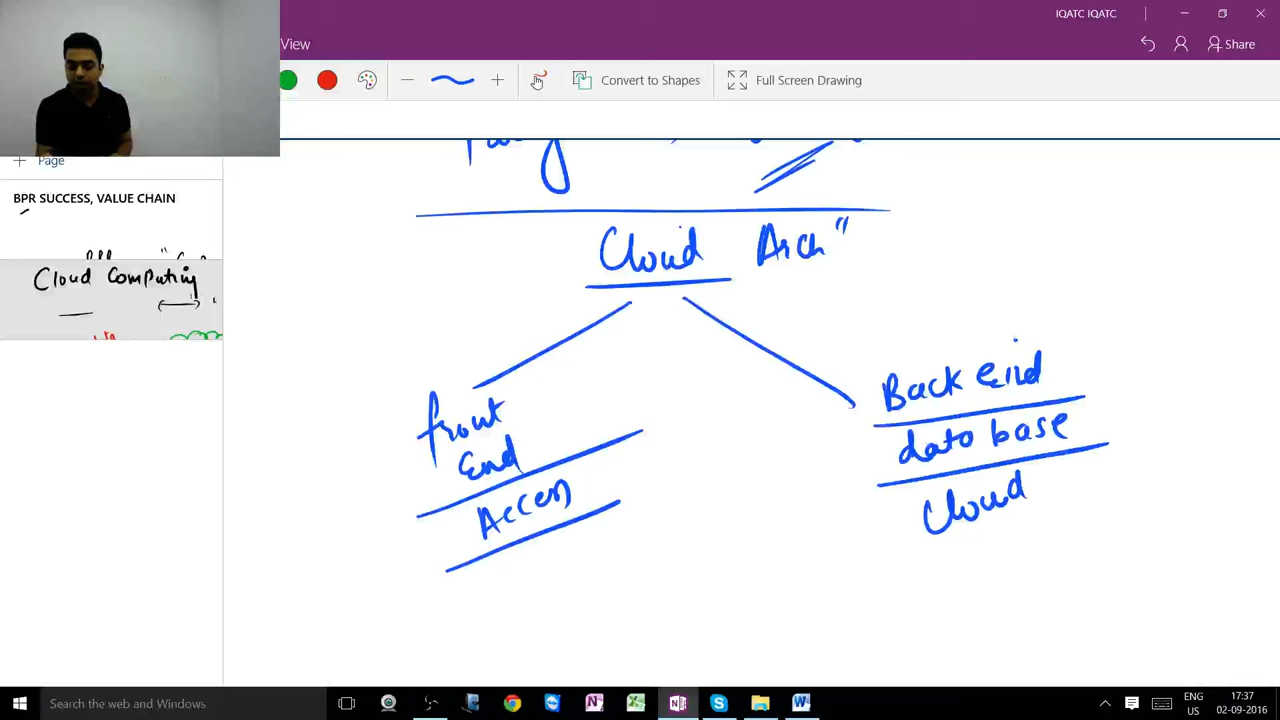 IQATC IQATC
View
Share
Convert to Shapes
Full Screen Drawing
Page
BPR SUCCESS, VALUE CHAIN
Cloud Computing
Cloud Arch"
front
End
Access
Back end
data base
Cloud
Search the web and Windows
ENG
US
17:37
02-09-2016